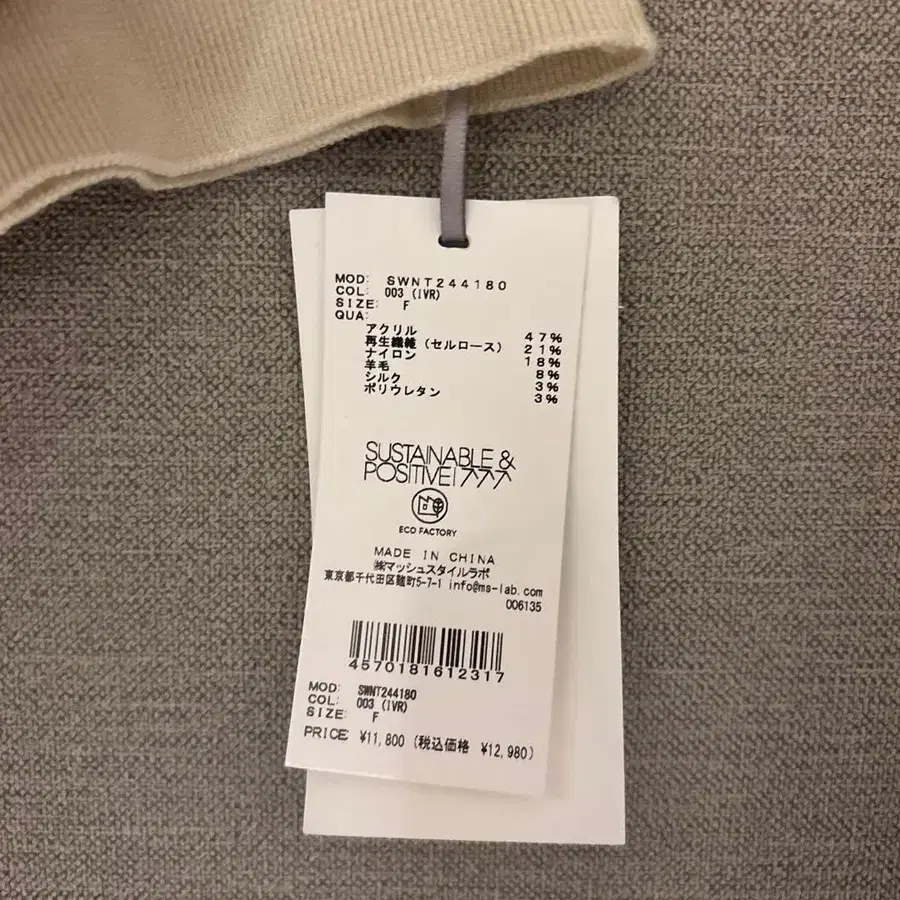 MOD: SWNT244180
COL: 003 (IVR)
SIZE: F
QUA:
アクリル 47%
再生繊維 (セルロース) 21%
ナイロン 18%
羊毛 8%
シルク 3%
ポリウレタン 3%
SUSTAINABLE &
POSITIVE!
ECO FACTORY
MADE IN CHINA
㈱マッシュスタイルラボ
東京都千代田区麹町5-7-1 info@ms-lab.com
006135
4570181612317
MOD: SWNT244180
COL: 003 (IVR)
SIZE: F
PRICE: ¥11,800 (税込価格 ¥12,980)